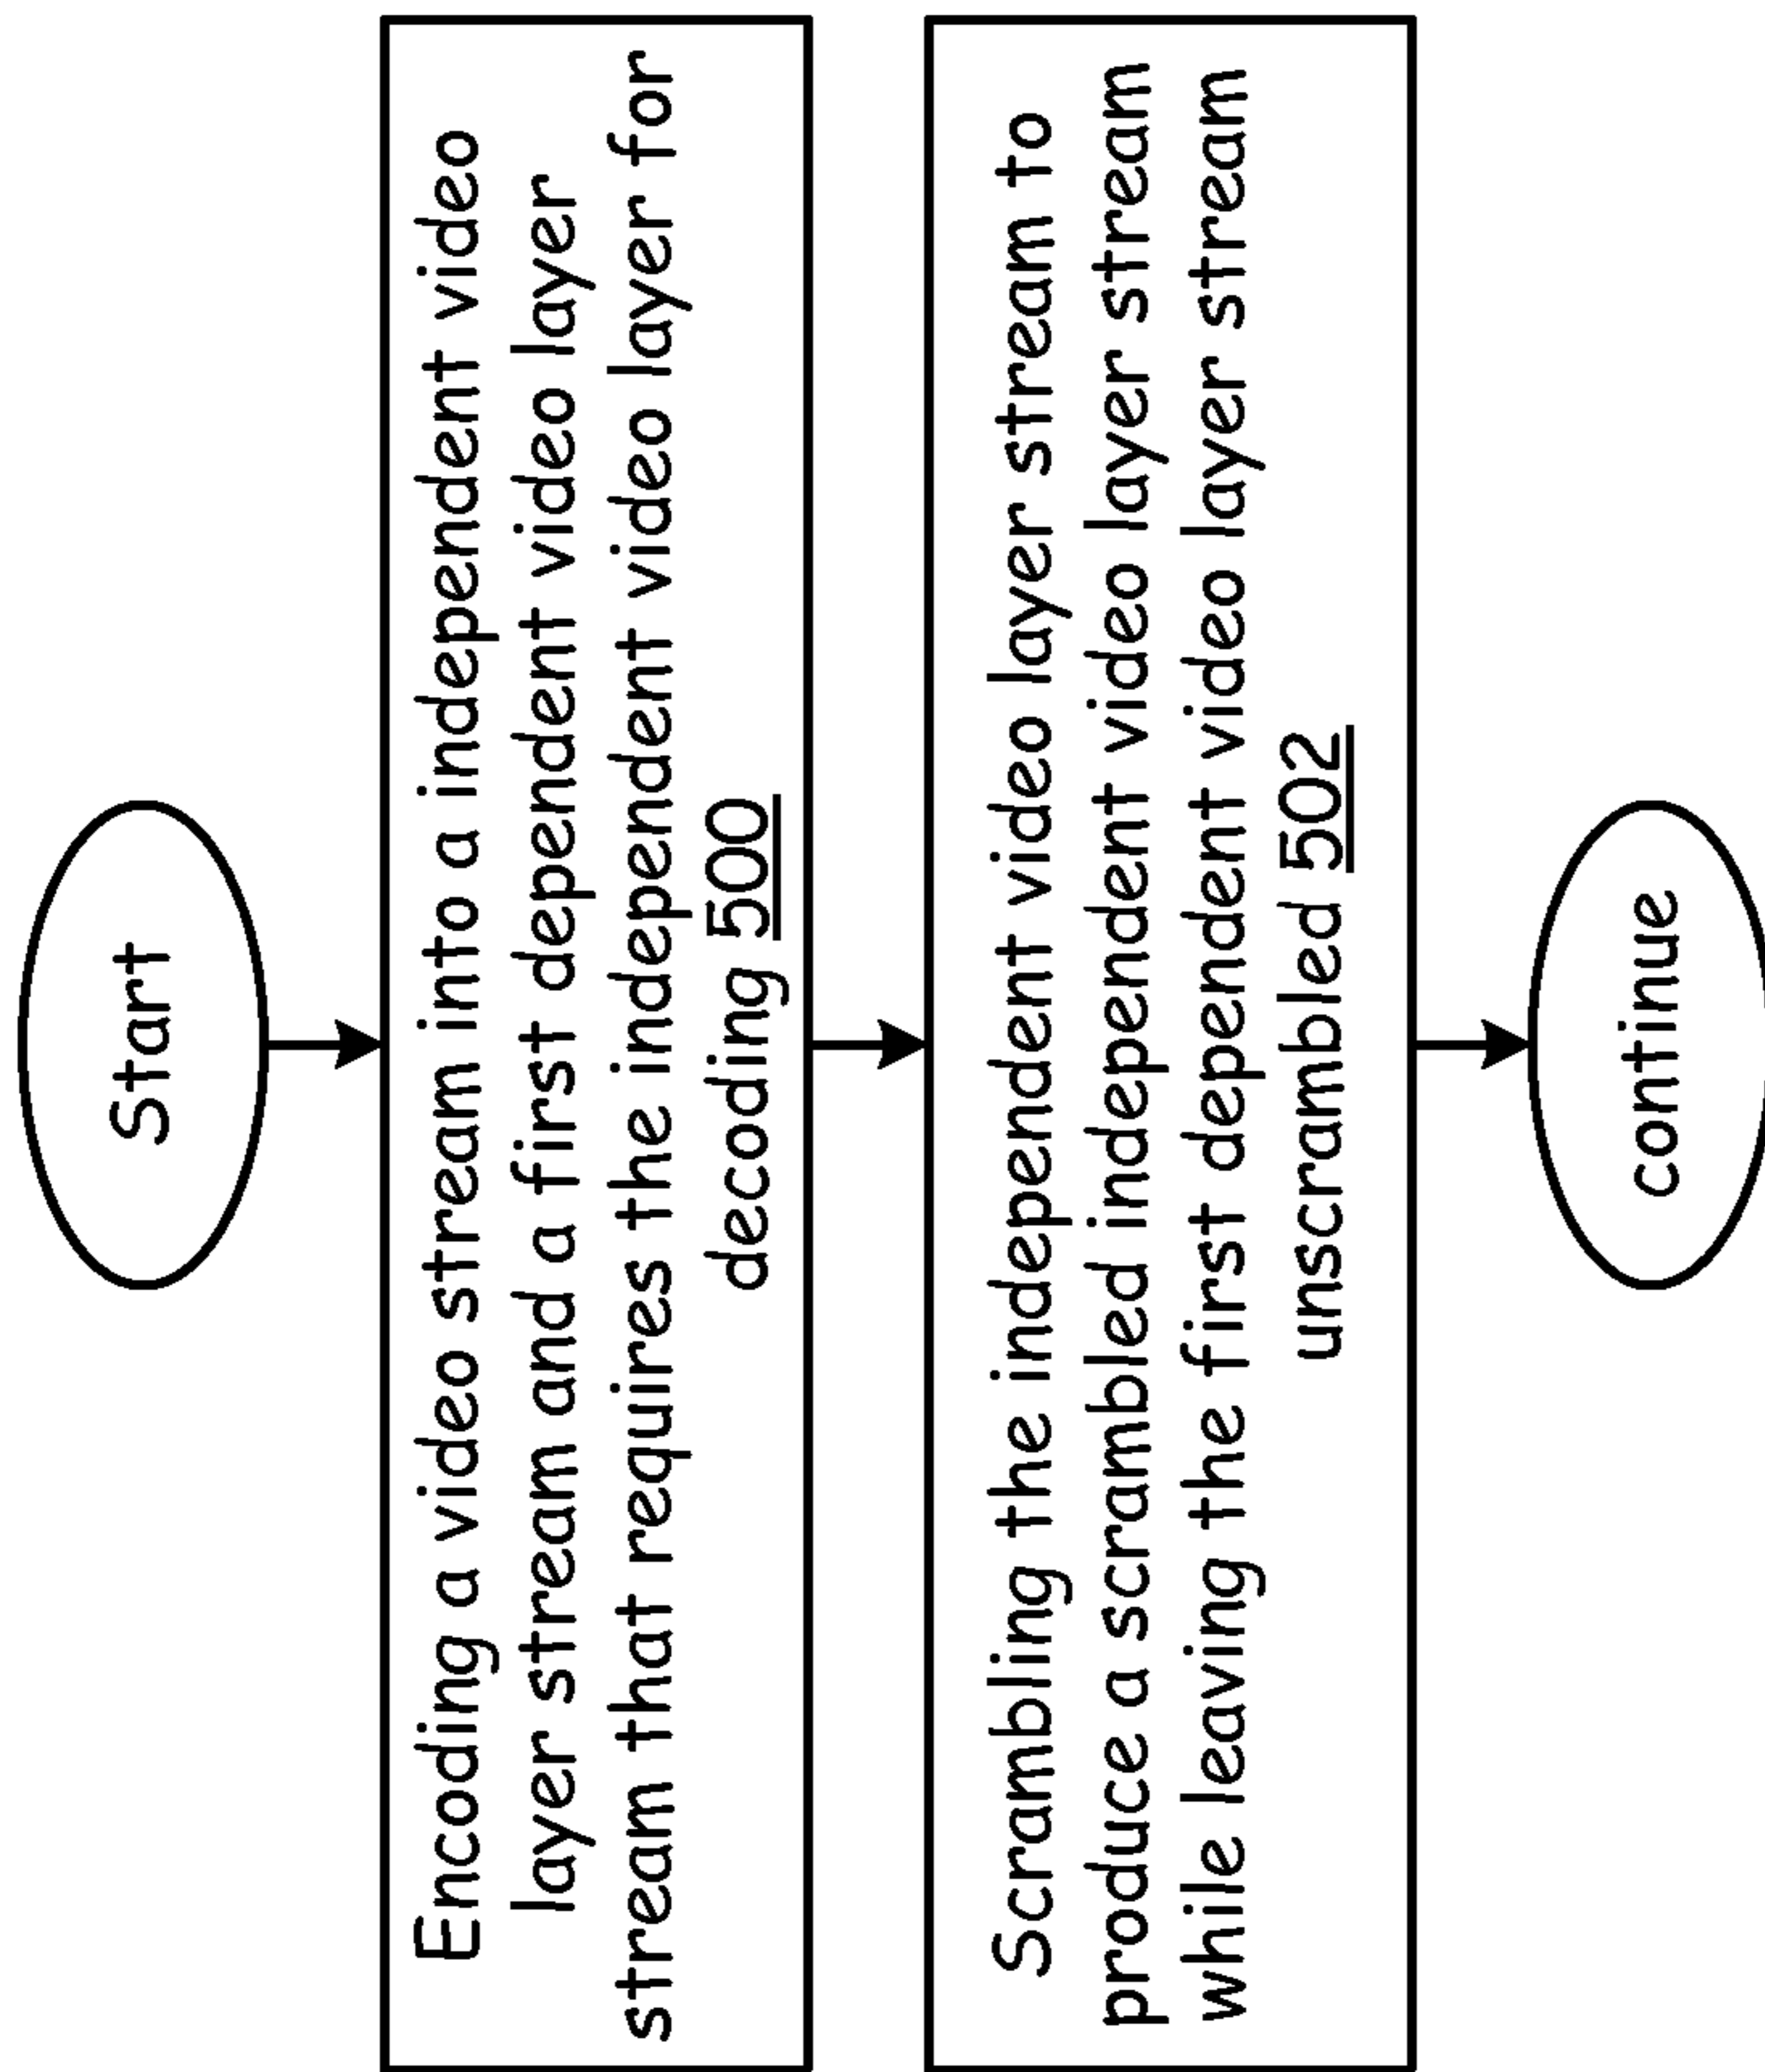 Start
Encoding a video stream into a independent video
layer stream and a first dependent video layer
stream that requires the independent video layer for
decoding 500
Scrambling the independent video layer stream to
produce a scrambled independent video layer stream
while leaving the first dependent video layer stream
unscrambled 502
continue